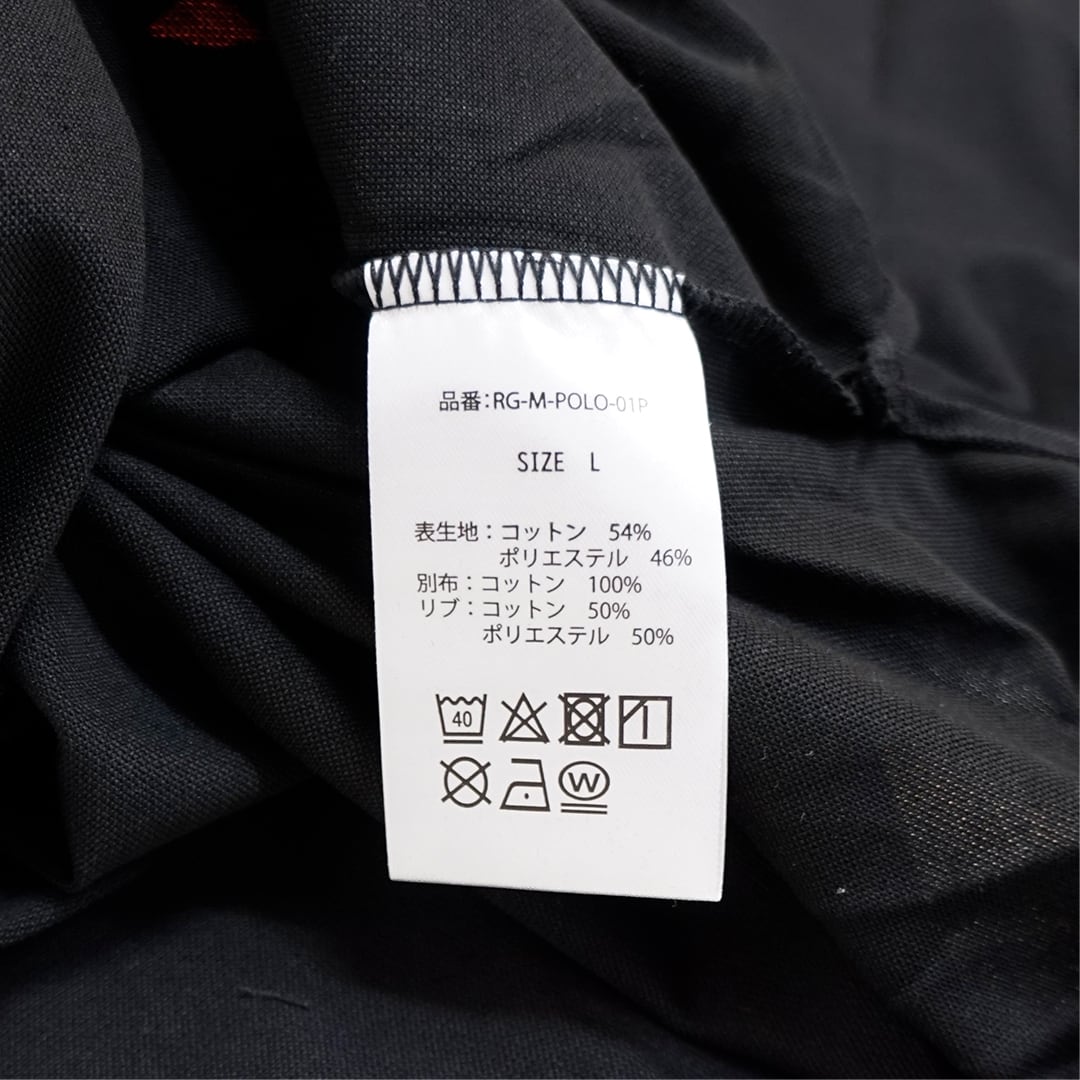 品番:RG-M-POLO-01P
SIZE L
表生地：コットン 54%
ポリエステル 46%
別布：コットン 100%
リブ：コットン 50%
ポリエステル 50%
40
W